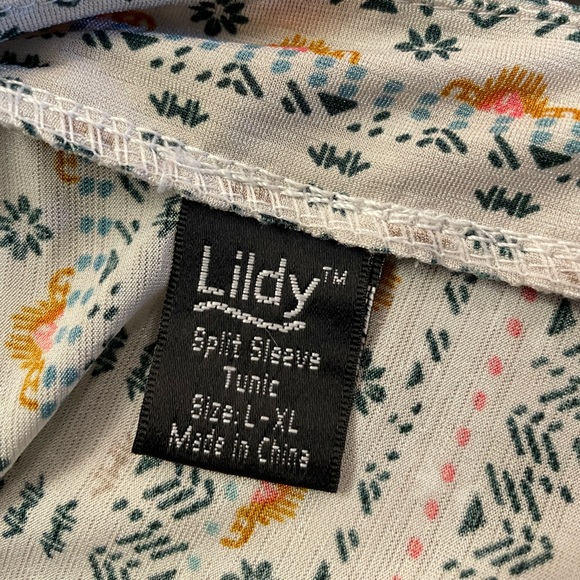 Lildy™
Split Sleeve
Tunic
Size: L-XL
Made in China